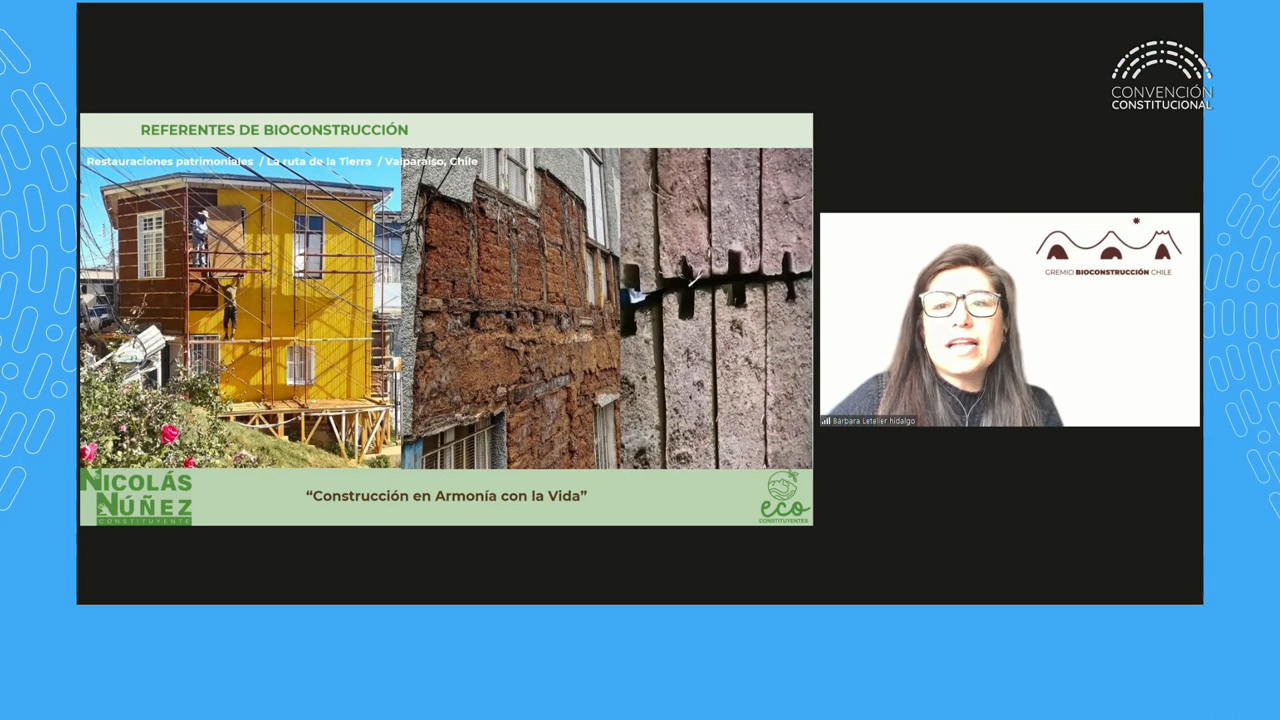 CONVENCIÓN
CONSTITUCIONAL
REFERENTES DE BIOCONSTRUCCIÓN
Restauraciones patrimoniales / La ruta de la Tierra / Valparaíso, Chile
GREMIO BIOCONSTRUCCIÓN CHILE
Bárbara Letelier hidalgo
NICOLÁS
NÚÑEZ
CONSTITUYENTE
“Construcción en Armonía con la Vida”
eco
CONSTITUYENTES